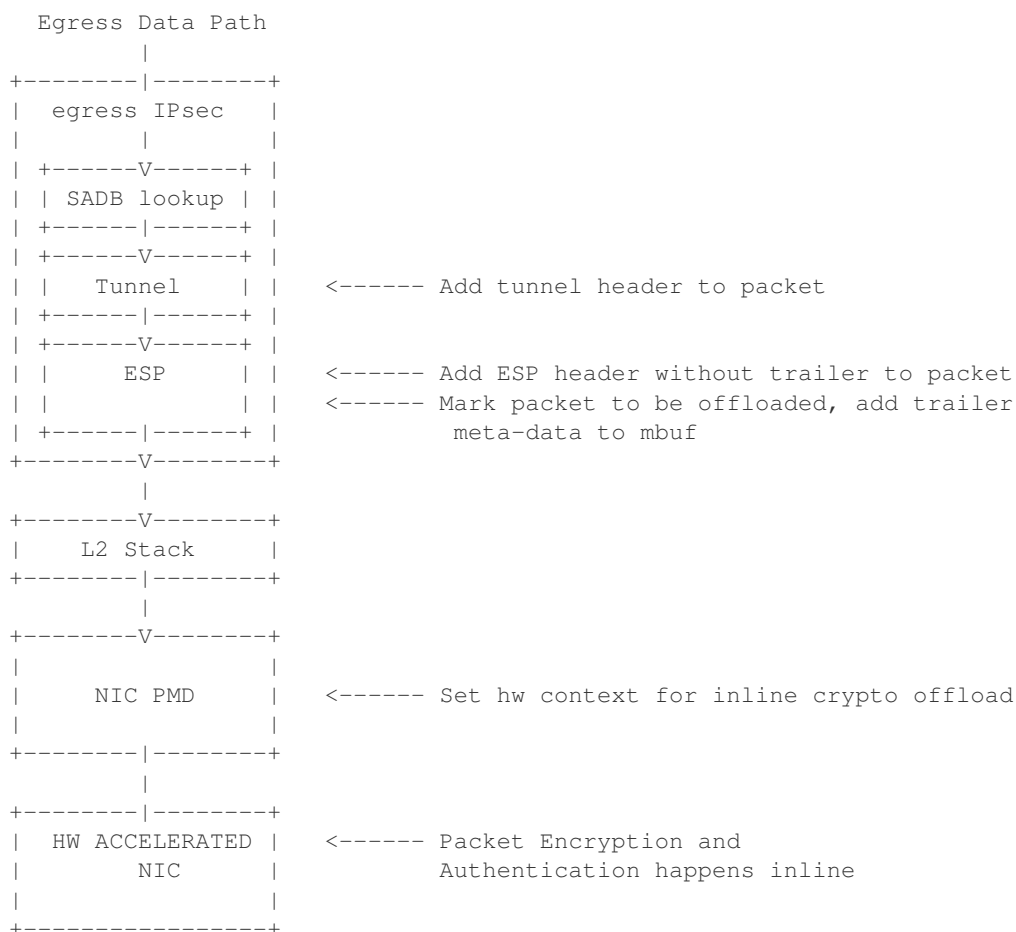 Egress Data Path
|
+--------|--------+
|  egress IPsec   |
|        |        |
| +------V------+ |
| | SADB lookup | |
| +------|------+ |
| +------V------+ |
| |   Tunnel    | |   <------ Add tunnel header to packet
| +------|------+ |
| +------V------+ |
| |     ESP     | |   <------ Add ESP header without trailer to packet
| |             | |   <------ Mark packet to be offloaded, add trailer
| +------|------+ |            meta-data to mbuf
+--------V--------+
|
+--------V--------+
|    L2 Stack     |
+--------|--------+
|
+--------V--------+
|                 |
|     NIC PMD     |   <------ Set hw context for inline crypto offload
|                 |
+--------|--------+
|
+--------|--------+
|  HW ACCELERATED |   <------ Packet Encryption and
|        NIC      |           Authentication happens inline
|                 |
+-----------------+